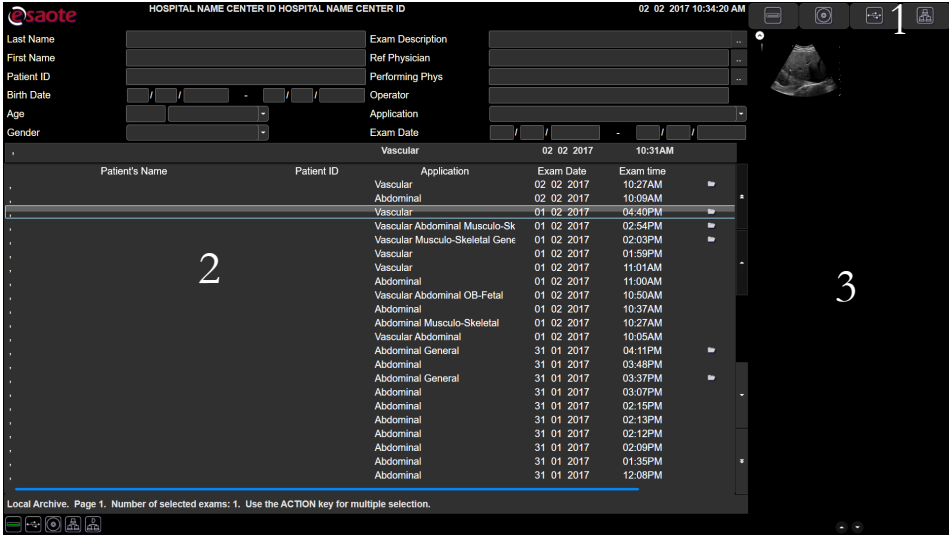 esaote HOSPITAL NAME CENTER ID HOSPITAL NAME CENTER ID 02 02 2017 10:34:20 AM 1
Last Name Exam Description ..
First Name Ref Physician ..
Patient ID Performing Phys ..
Birth Date / / - / / Operator
Age Application
Gender Exam Date / / - / /
, Vascular 02 02 2017 10:31AM
Patient's Name Patient ID Application Exam Date Exam time
, Vascular 02 02 2017 10:27AM
, Abdominal 02 02 2017 10:09AM
, Vascular 01 02 2017 04:40PM
, Vascular Abdominal Musculo-Sk 01 02 2017 02:54PM
, Vascular Musculo-Skeletal Gene 01 02 2017 02:03PM
, Vascular 01 02 2017 01:59PM
, Vascular 01 02 2017 11:01AM
, Abdominal 01 02 2017 11:00AM
, Vascular Abdominal OB-Fetal 01 02 2017 10:50AM
, Abdominal 01 02 2017 10:37AM
, Abdominal Musculo-Skeletal 01 02 2017 10:27AM
, Vascular Abdominal 01 02 2017 10:05AM
, Abdominal General 31 01 2017 04:11PM
, Abdominal 31 01 2017 03:48PM
, Abdominal General 31 01 2017 03:37PM
, Abdominal 31 01 2017 03:07PM
, Abdominal 31 01 2017 02:15PM
, Abdominal 31 01 2017 02:13PM
, Abdominal 31 01 2017 02:12PM
, Abdominal 31 01 2017 02:09PM
, Abdominal 31 01 2017 01:35PM
, Abdominal 31 01 2017 12:08PM
2
3
Local Archive. Page 1. Number of selected exams: 1. Use the ACTION key for multiple selection.